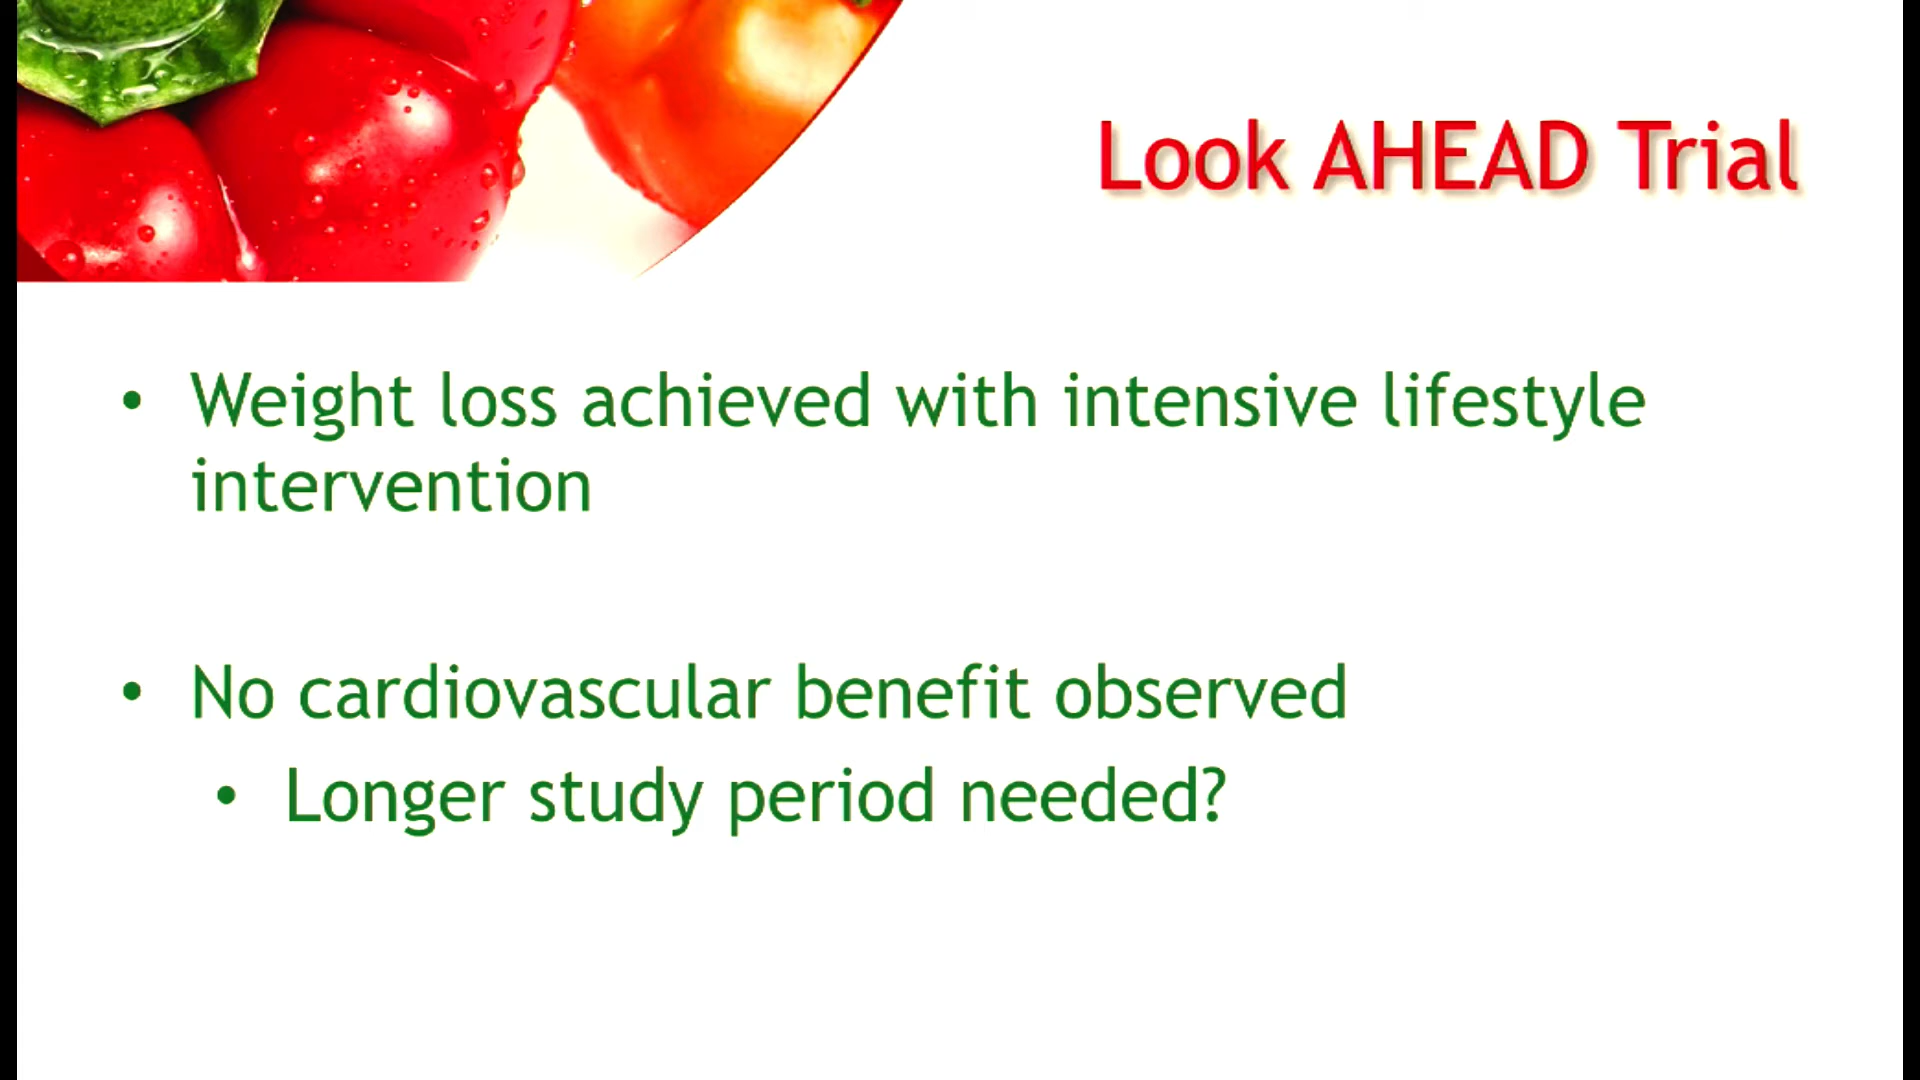 Look AHEAD Trial
• Weight loss achieved with intensive lifestyle
intervention
• No cardiovascular benefit observed
• Longer study period needed?